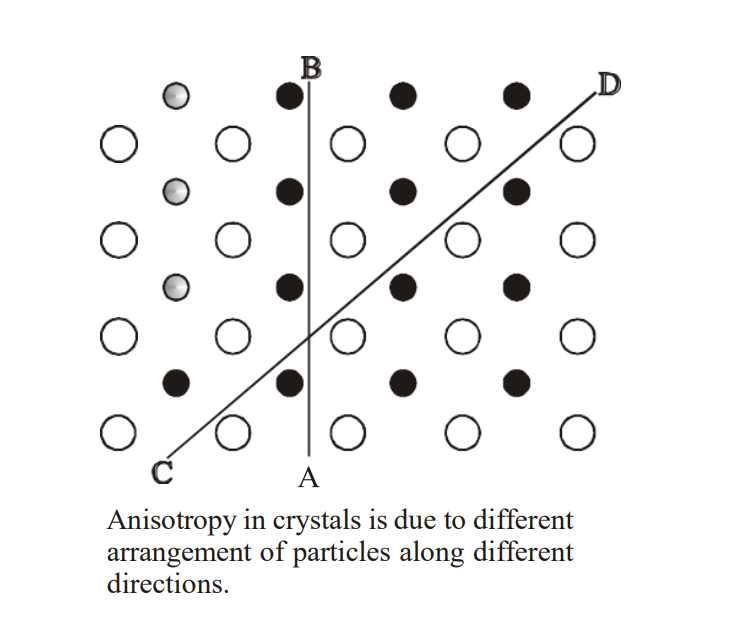 B
D
C
A
Anisotropy in crystals is due to different
arrangement of particles along different
directions.